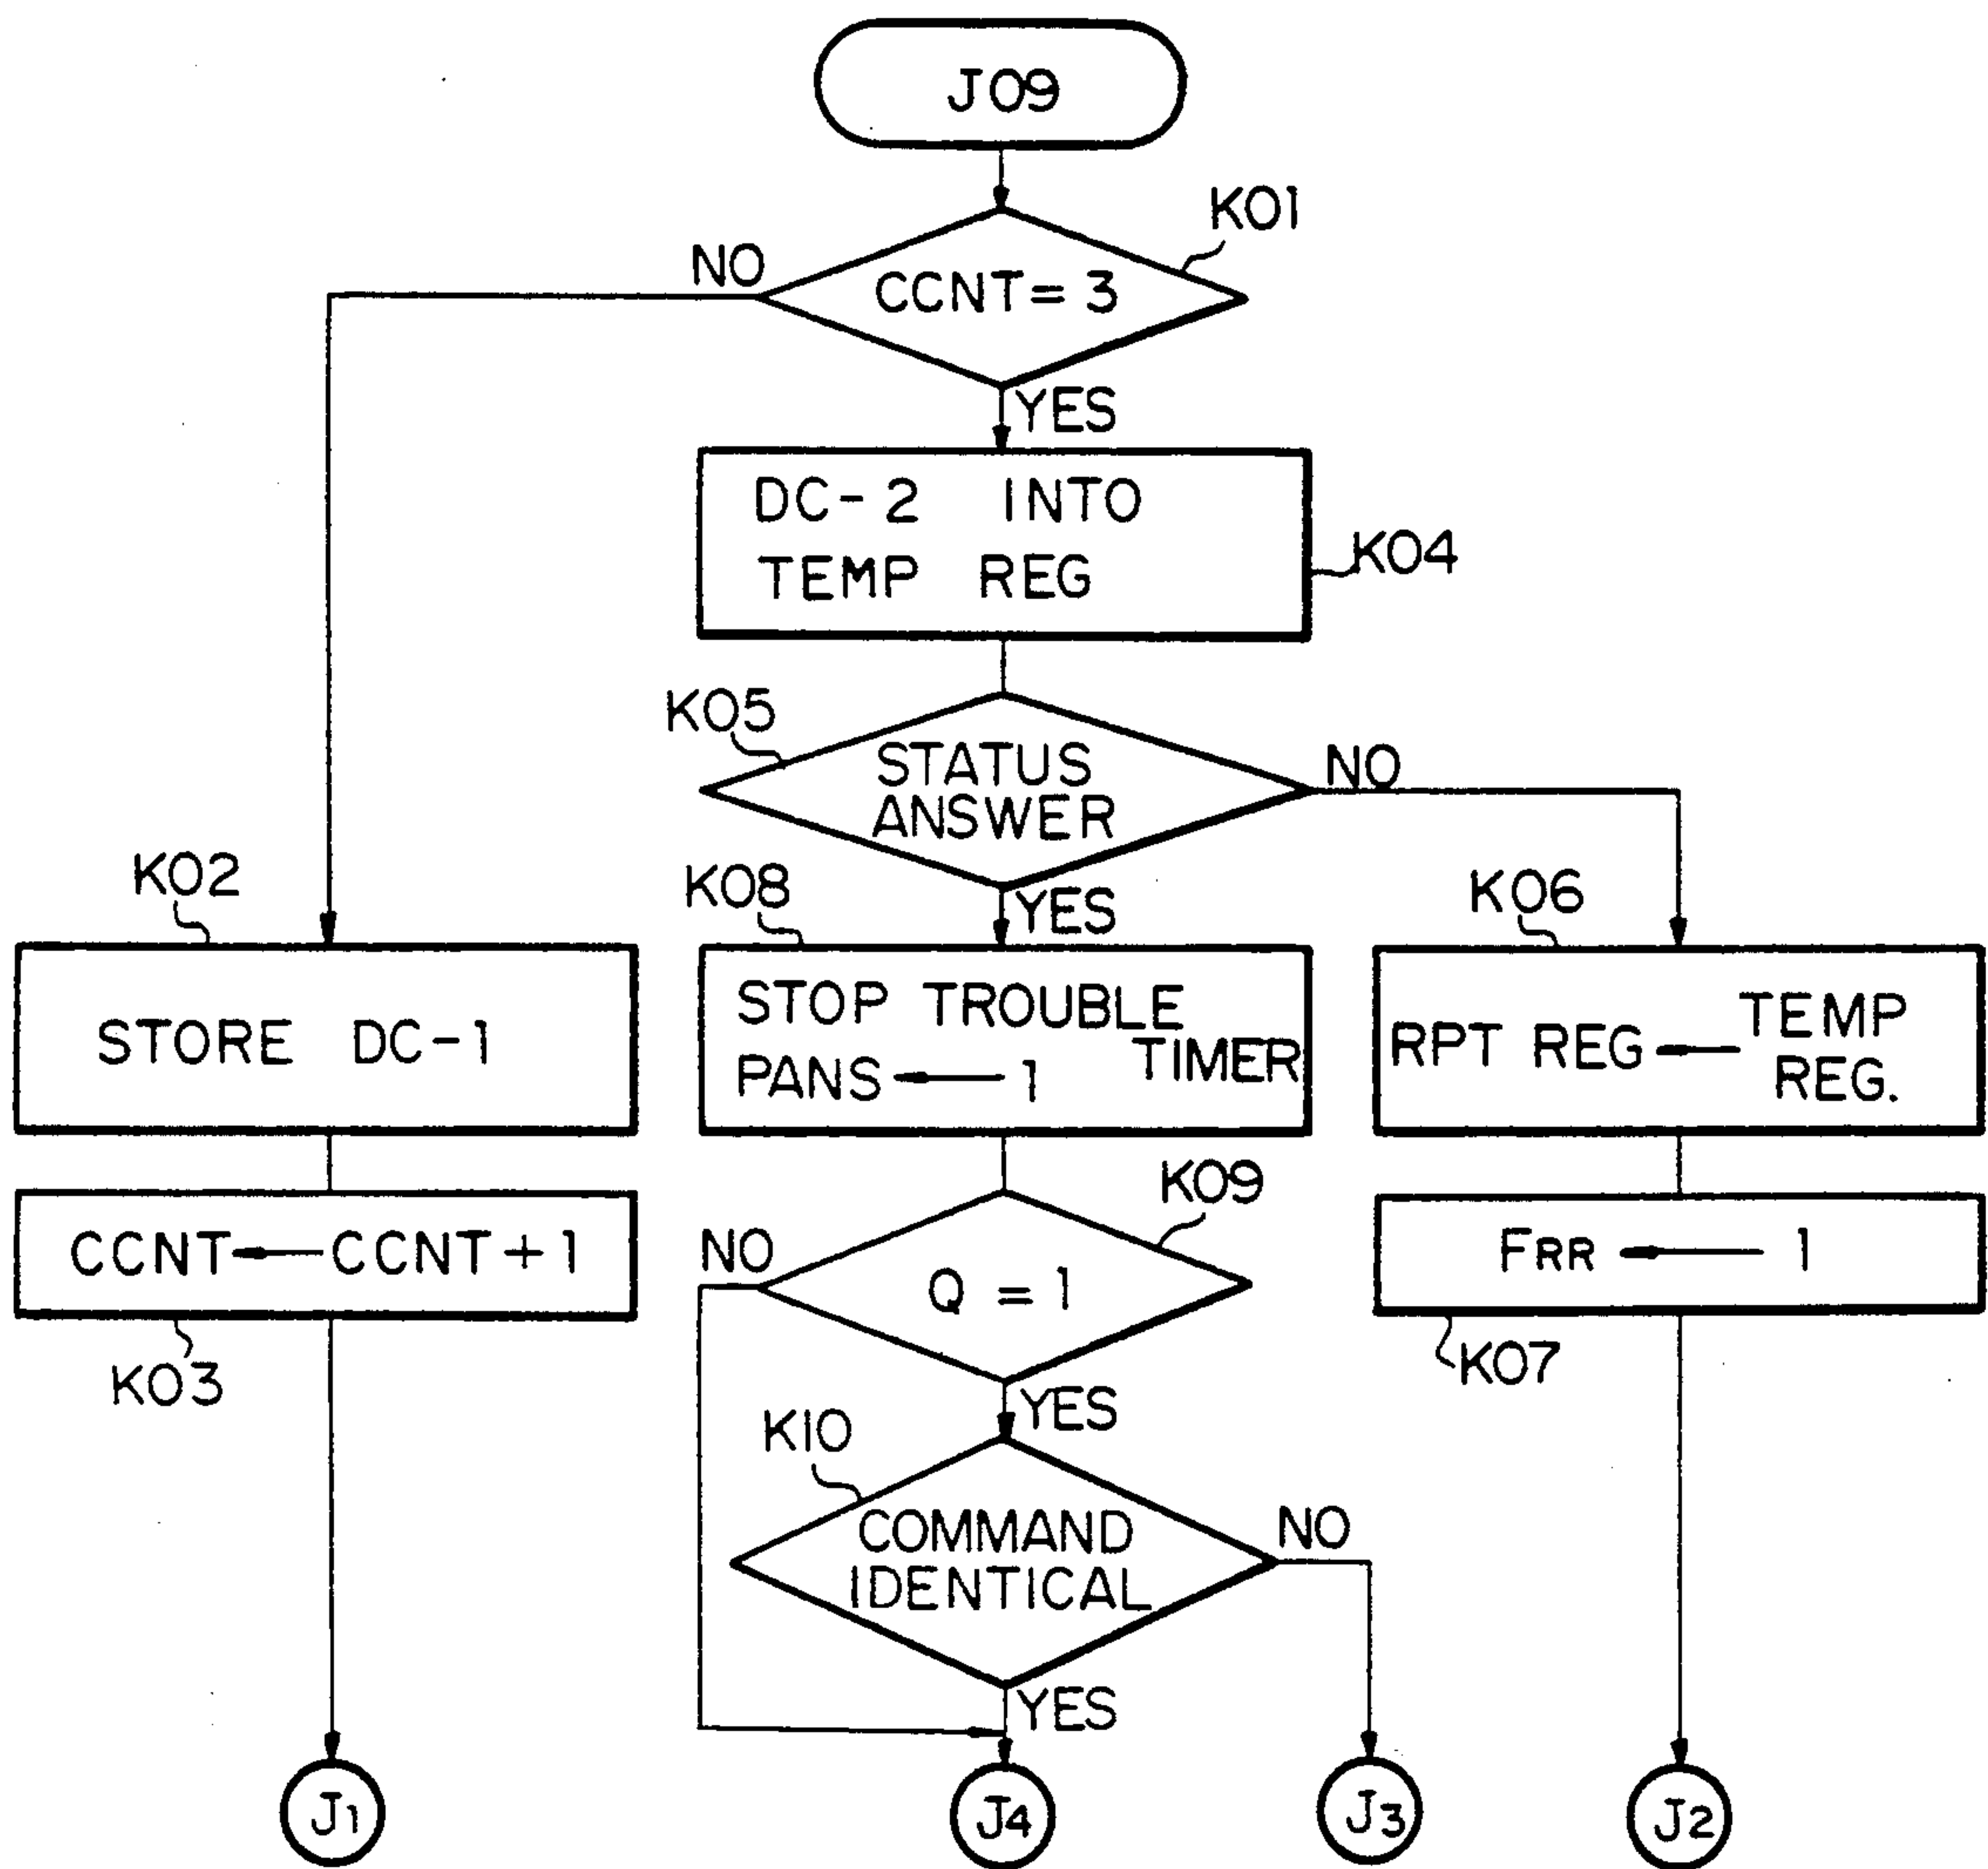 J09
K01
NO
CCNT = 3
YES
DC-2 INTO
TEMP REG
K04
K05
STATUS
ANSWER
NO
YES
K02
STORE DC-1
K08
STOP TROUBLE
TIMER
PANS ← 1
K06
RPT REG ← TEMP
REG.
CCNT ← CCNT + 1
K03
K09
NO
Q = 1
YES
FRR ← 1
K07
K10
COMMAND
IDENTICAL
NO
YES
J1
J4
J3
J2